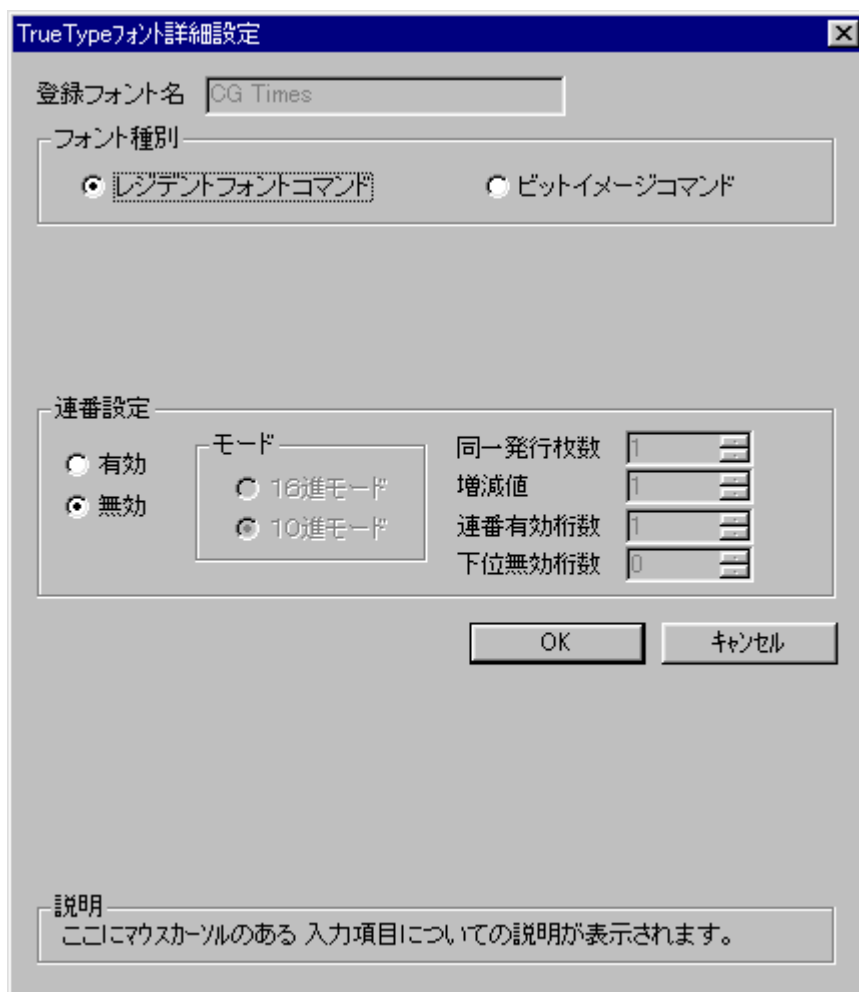 TrueTypeﾌｫﾝﾄ詳細設定
登録フォント名 CG Times
フォント種別
レジデントフォントコマンド ビットイメージコマンド
連番設定
有効
無効
モード
16進モード
10進モード
同一発行枚数 1
増減値 1
連番有効桁数 1
下位無効桁数 0
OK ｷｬﾝｾﾙ
説明
ここにﾏｳｽｶｰｿﾙのある 入力項目についての説明が表示されます。